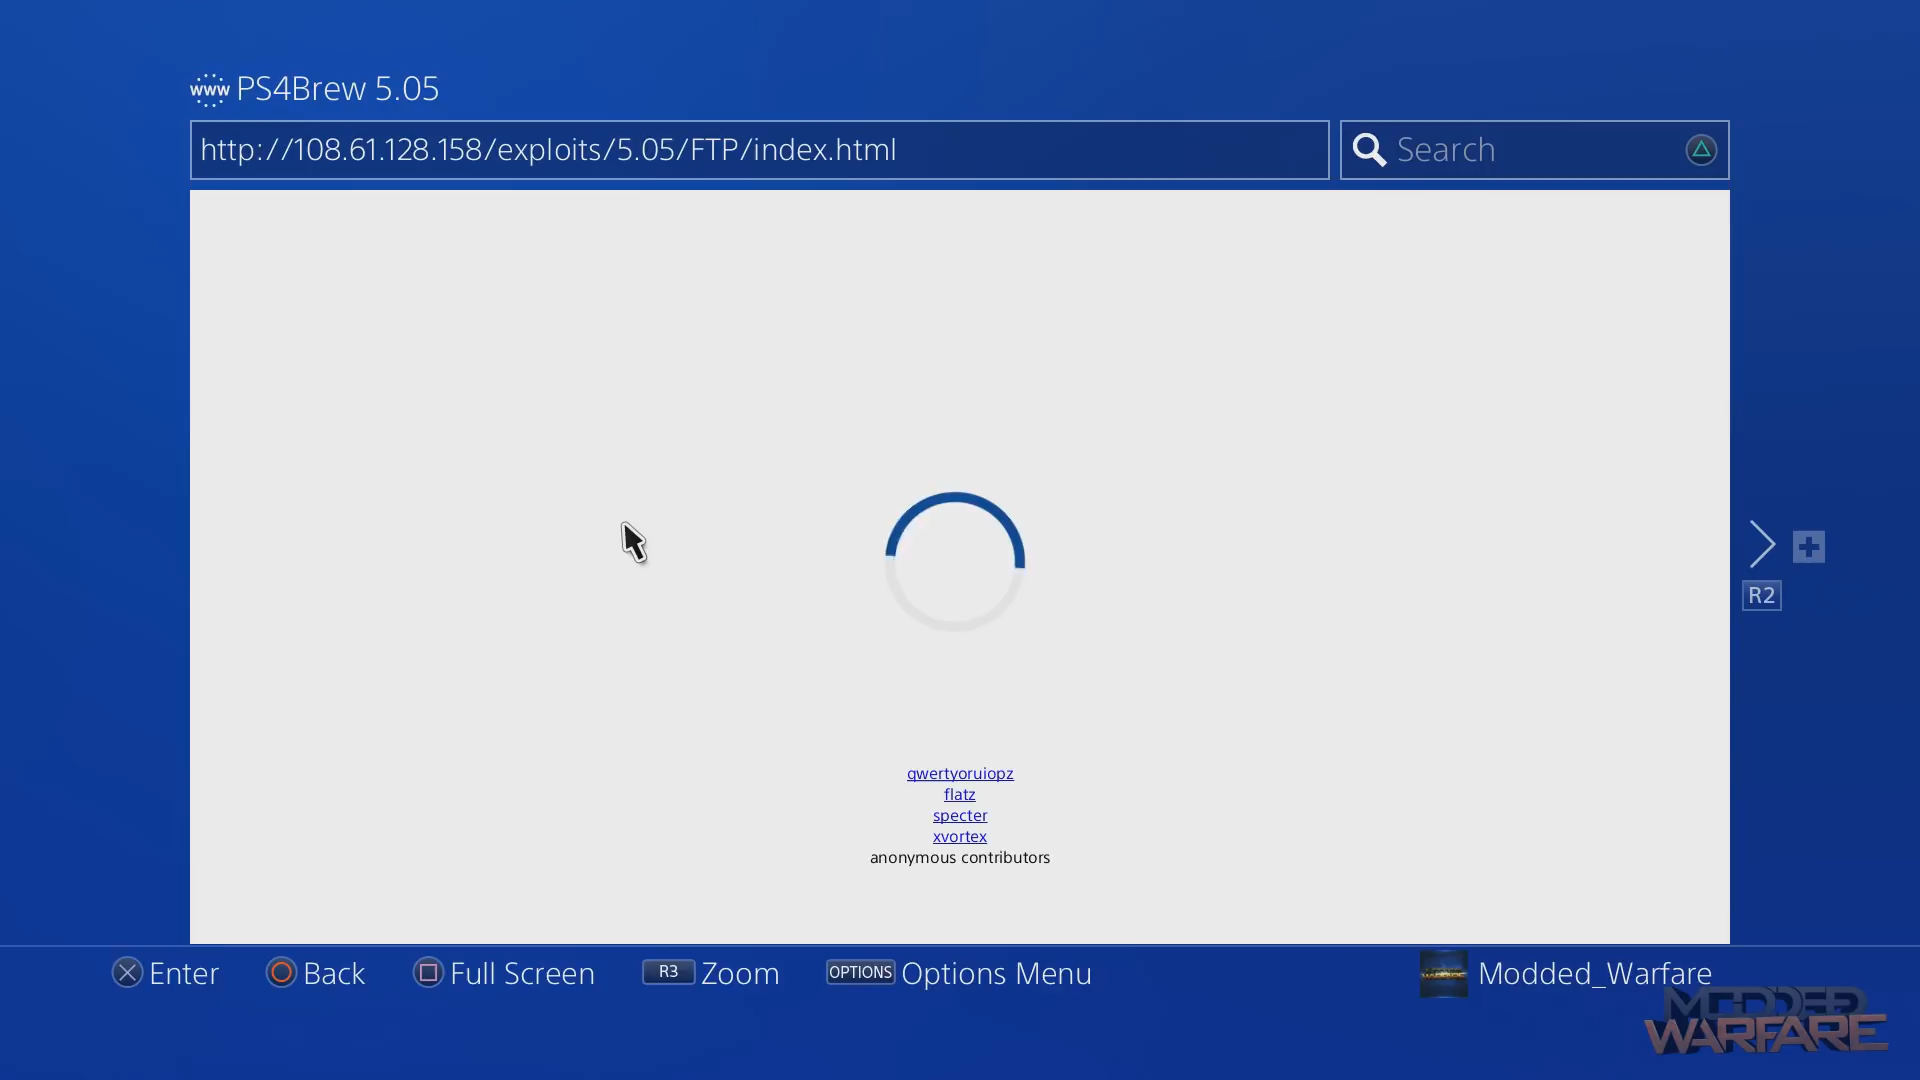 www PS4Brew 5.05
http://108.61.128.158/exploits/5.05/FTP/index.html
Search
R2
qwertyoruiopz
flatz
specter
xvortex
anonymous contributors
Enter Back Full Screen R3 Zoom OPTIONS Options Menu Modded_Warfare
MODDED
WARFARE